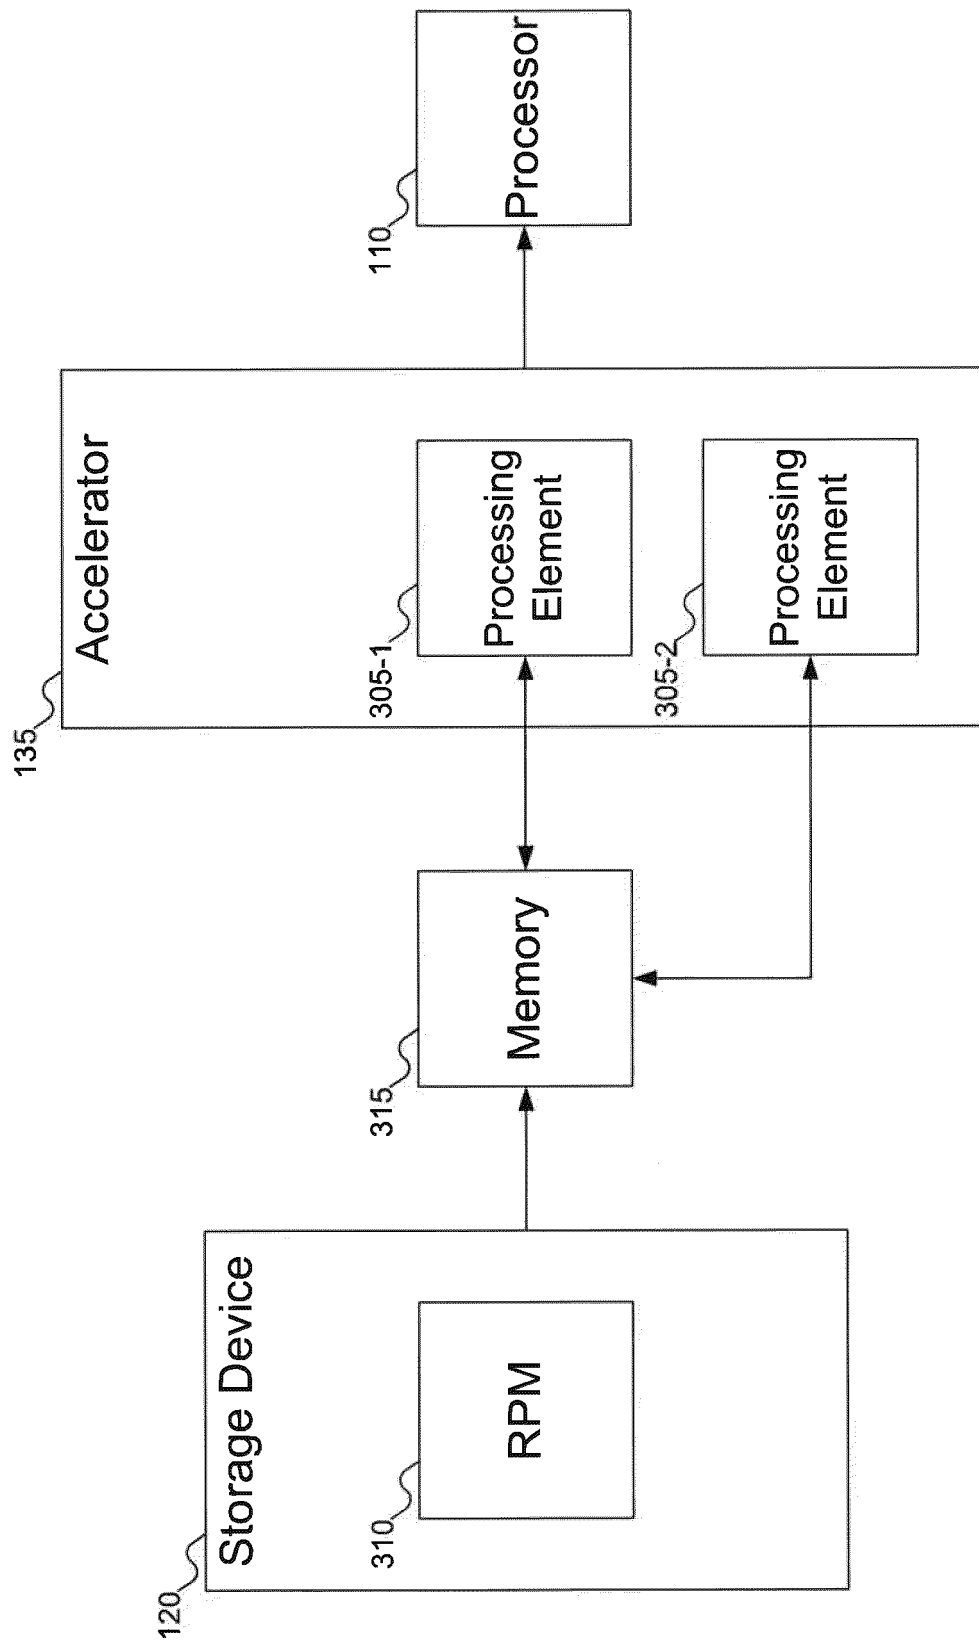 120
Storage Device
310
RPM
315
Memory
135
Accelerator
305-1
Processing
Element
305-2
Processing
Element
110
Processor